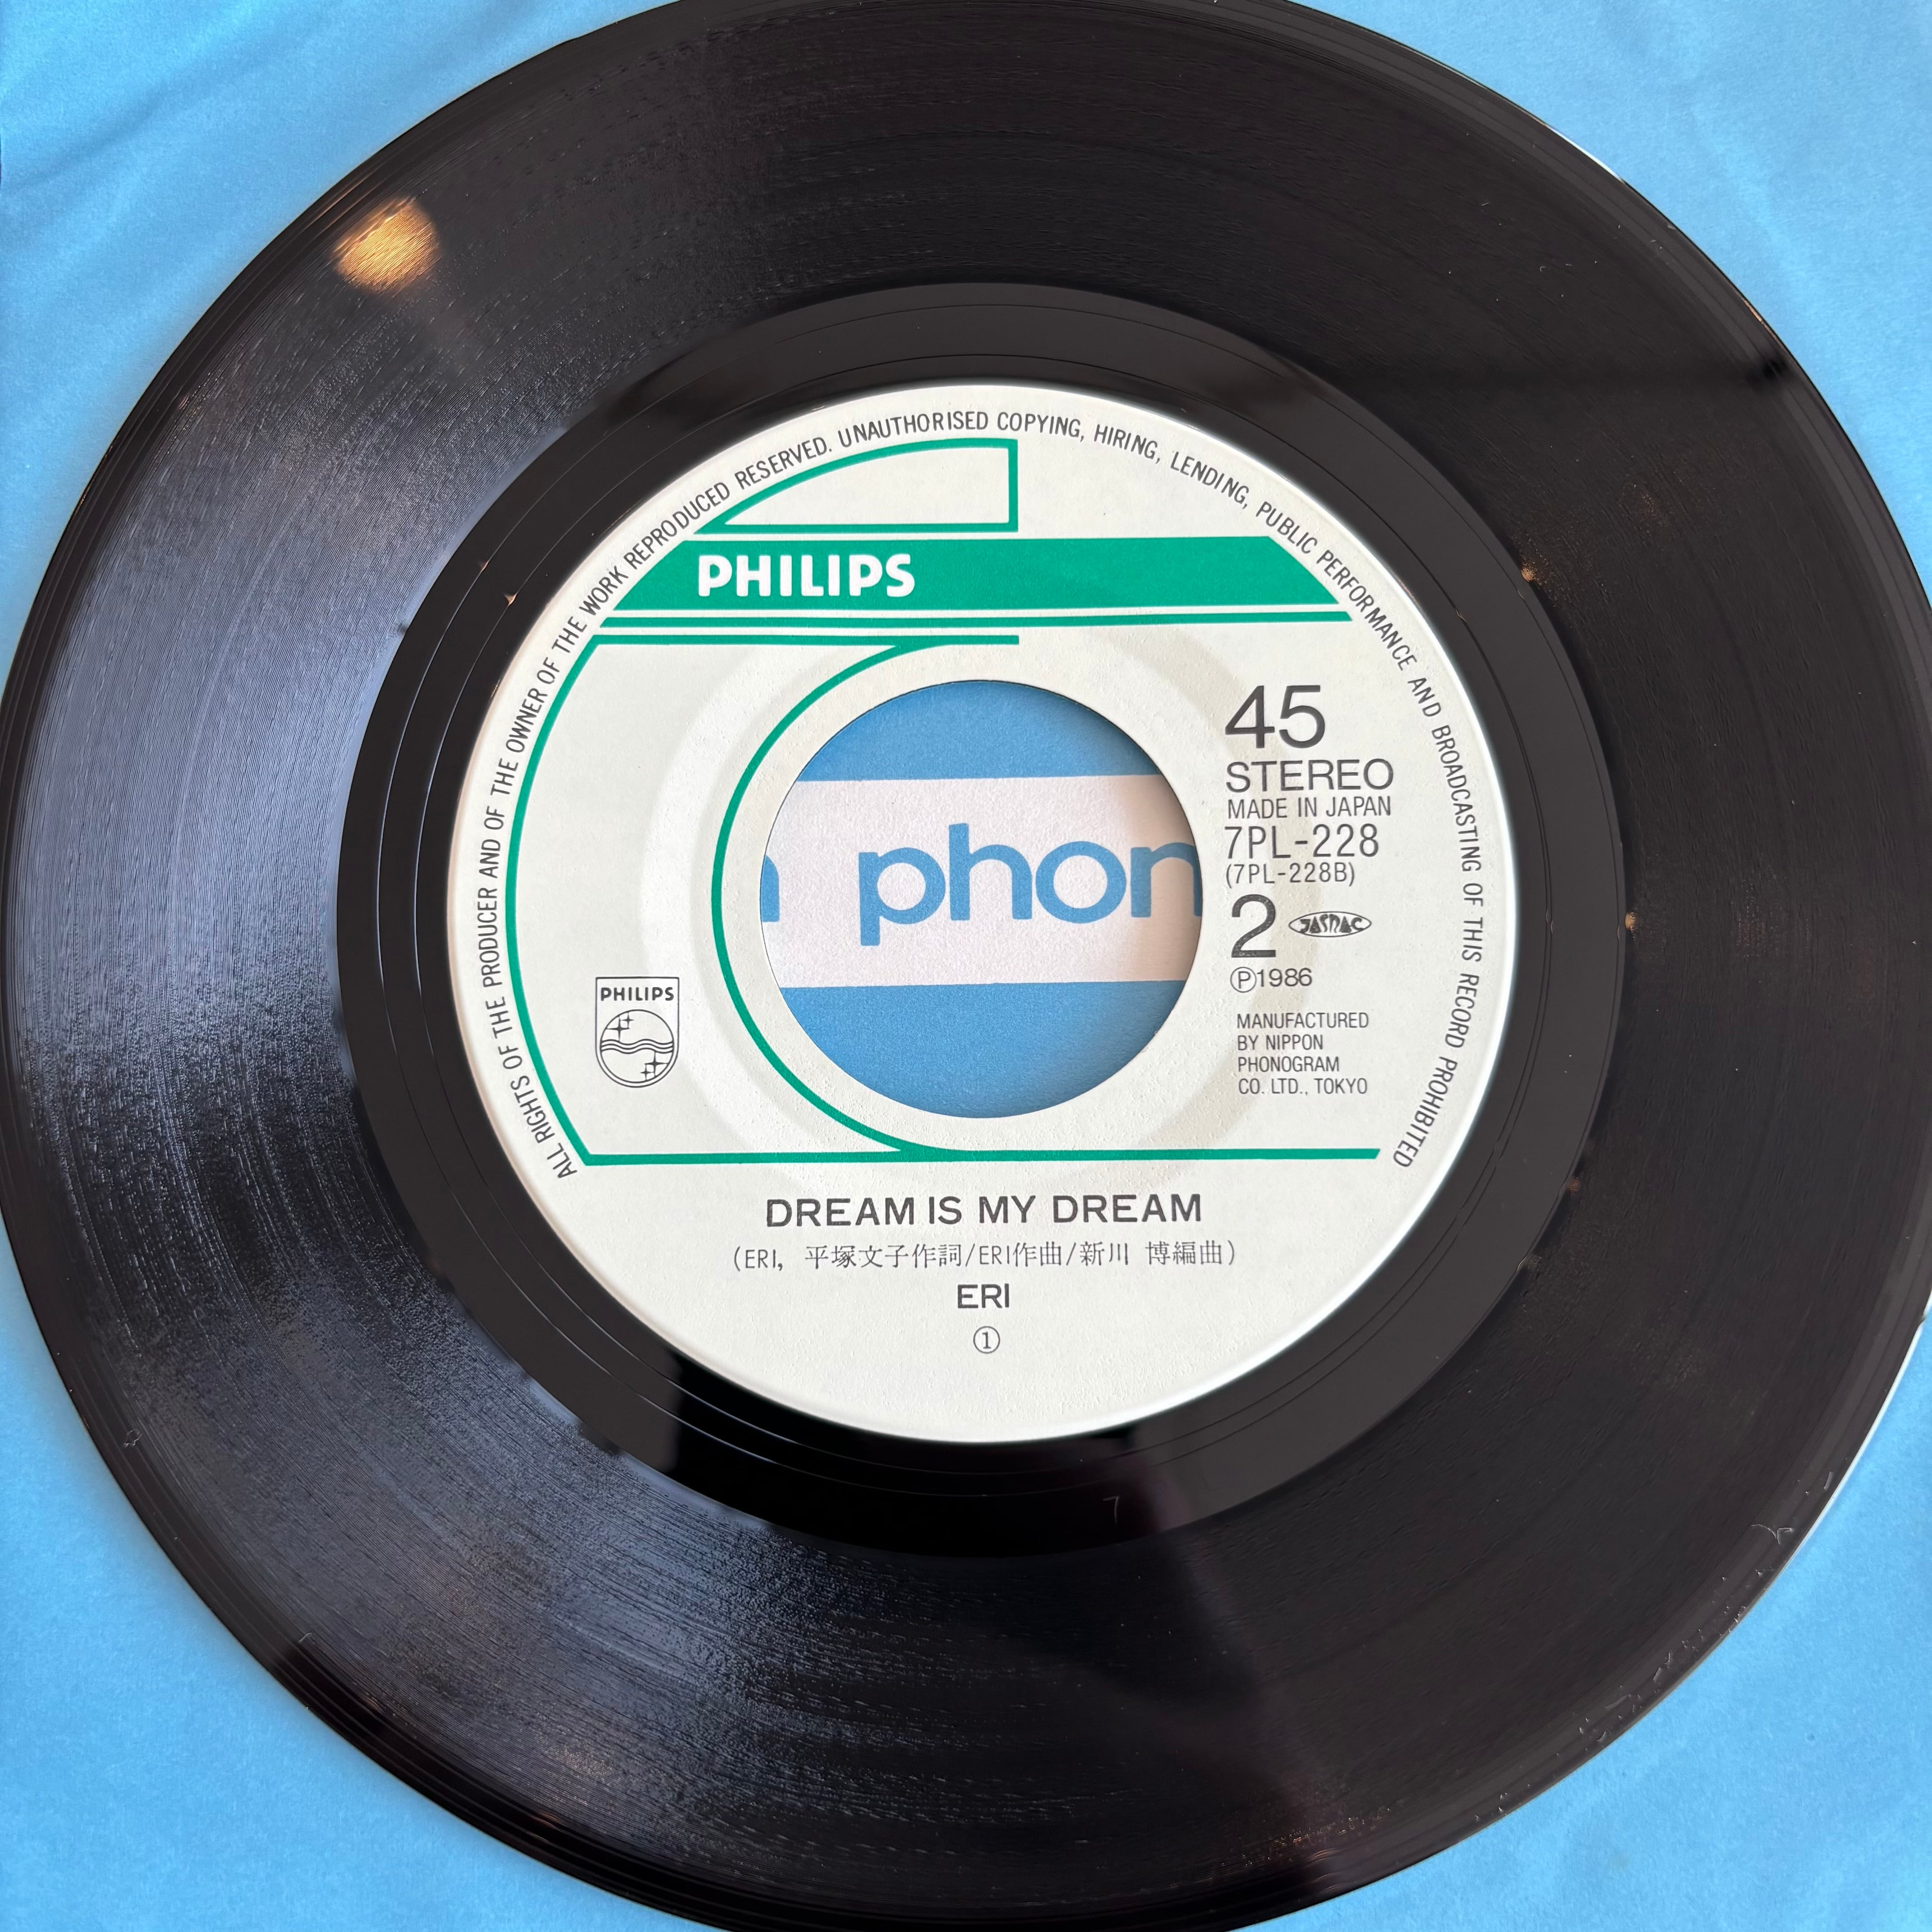 ALL RIGHTS OF THE PRODUCER AND OF THE OWNER OF THE WORK REPRODUCED RESERVED. UNAUTHORISED COPYING, HIRING, LENDING, PUBLIC PERFORMANCE AND BROADCASTING OF THIS RECORD PROHIBITED
PHILIPS
45
STEREO
MADE IN JAPAN
7PL-228
(7PL-228B)
2 JASRAC
Ⓟ1986
MANUFACTURED
BY NIPPON
PHONOGRAM
CO. LTD., TOKYO
PHILIPS
phon
DREAM IS MY DREAM
(ERI, 平塚文子作詞/ERI作曲/新川 博編曲)
ERI
①
7